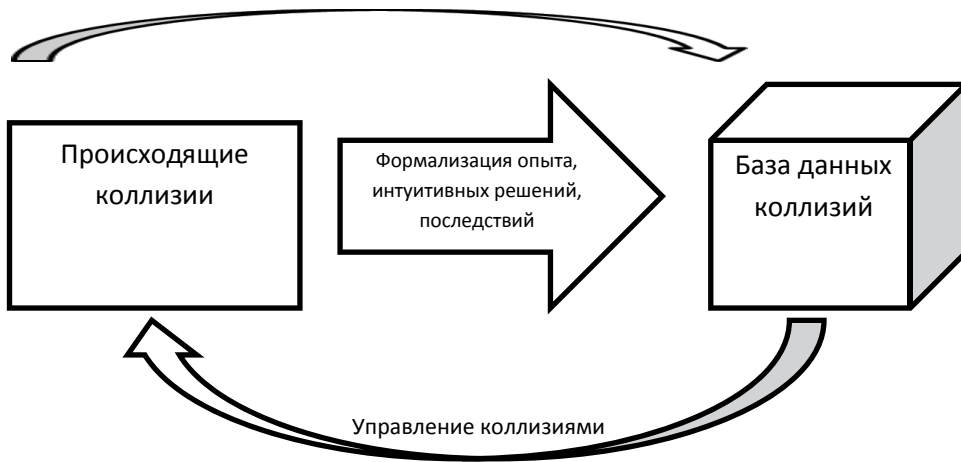 Происходящие
коллизии
Формализация опыта,
интуитивных решений,
последствий
База данных
коллизий
Управление коллизиями